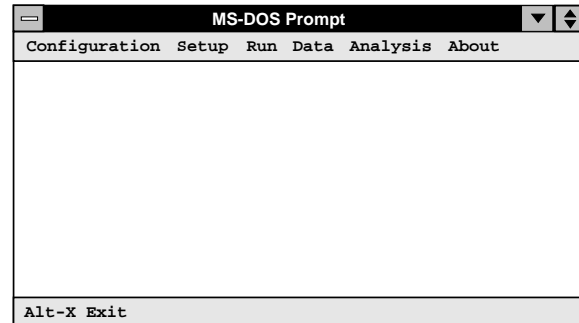 MS-DOS Prompt
Configuration Setup Run Data Analysis About
Alt-X Exit